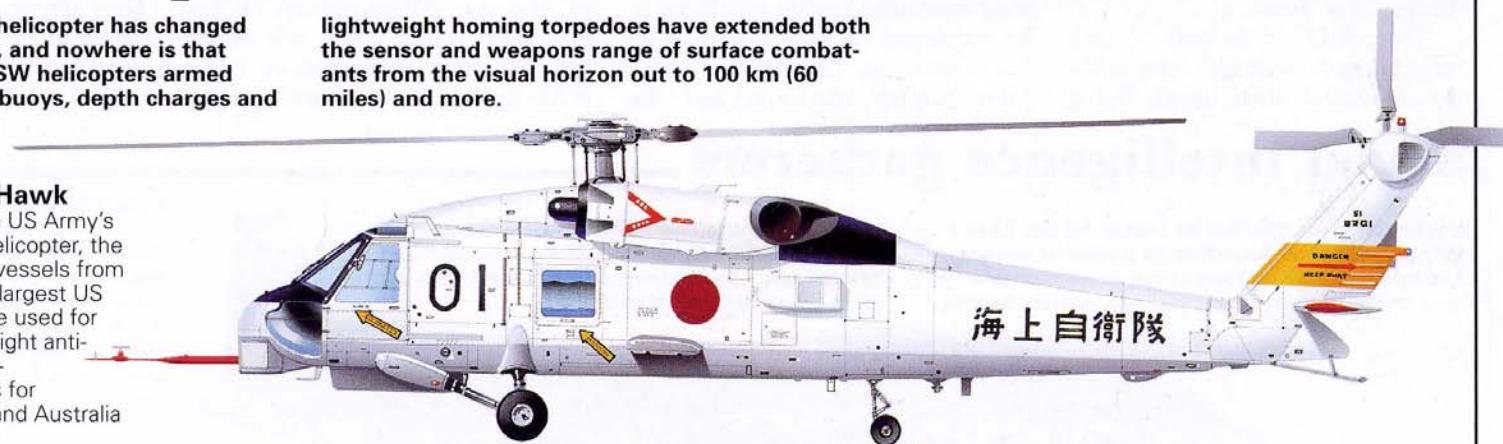 helicopter has changed
, and nowhere is that
SW helicopters armed
buoys, depth charges and
lightweight homing torpedoes have extended both
the sensor and weapons range of surface combat-
ants from the visual horizon out to 100 km (60
miles) and more.
Hawk
US Army's
elicopter, the
vessels from
largest US
e used for
ight anti-
s for
and Australia
01
海上自衛隊
DANGER
KEEP AWAY